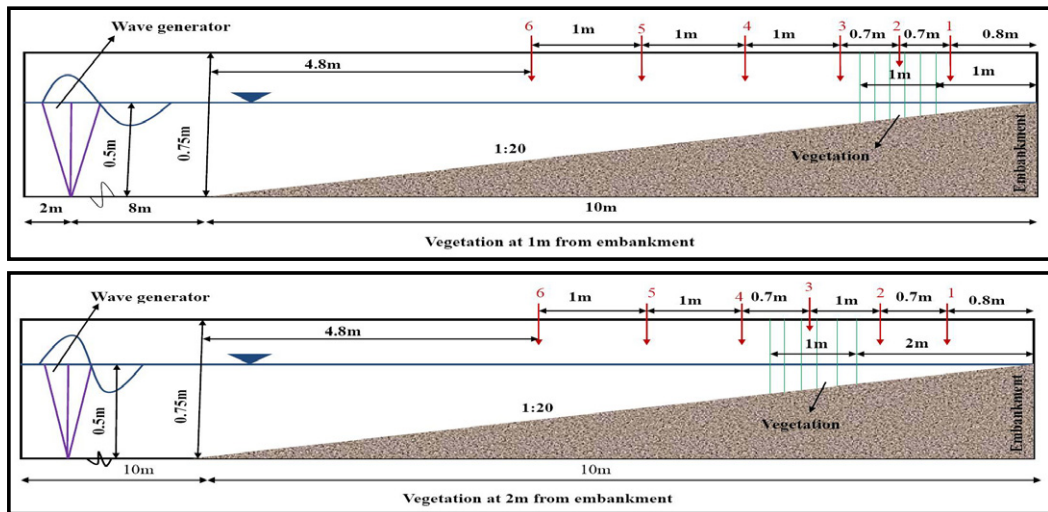 Wave generator
6
5
4
3
2
1
1m
1m
1m
0.7m
0.7m
0.8m
4.8m
1m
1m
0.5m
0.75m
1:20
Vegetation
Embankment
2m
8m
10m
Vegetation at 1m from embankment
Wave generator
6
5
4
3
2
1
1m
1m
0.7m
1m
0.7m
0.8m
4.8m
1m
2m
0.5m
0.75m
1:20
Vegetation
Embankment
10m
10m
Vegetation at 2m from embankment